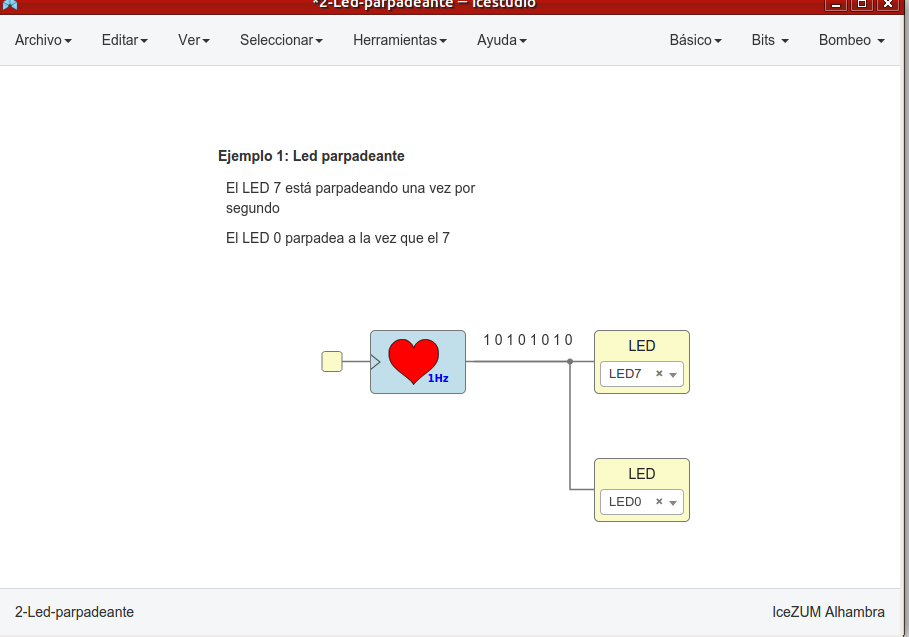 *2-Led-parpadeante — Icestudio
Archivo Editar Ver Seleccionar Herramientas Ayuda Básico Bits Bombeo
Ejemplo 1: Led parpadeante
El LED 7 está parpadeando una vez por
segundo
El LED 0 parpadea a la vez que el 7
1 0 1 0 1 0 1 0
1Hz
LED
LED7
LED
LED0
2-Led-parpadeante IceZUM Alhambra